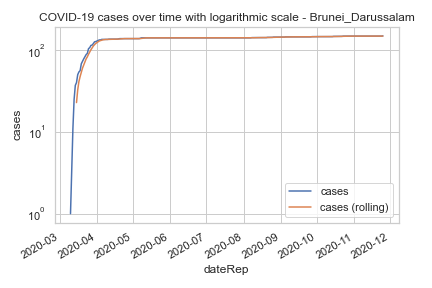 COVID-19 cases over time with logarithmic scale - Brunei_Darussalam
cases
10²
10¹
10⁰
cases
cases (rolling)
2020-03
2020-04
2020-05
2020-06
2020-07
2020-08
2020-09
2020-10
2020-11
2020-12
dateRep